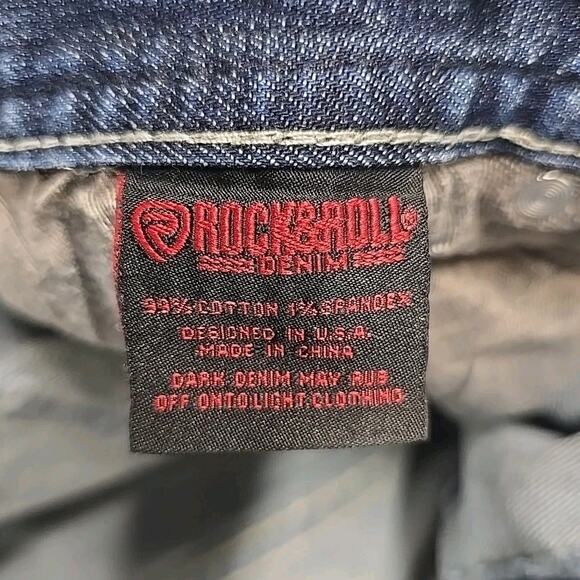 ROCK&ROLL®
DENIM
99% COTTON 1% SPANDEX
DESIGNED IN U.S.A.
MADE IN CHINA
DARK DENIM MAY RUB
OFF ONTO LIGHT CLOTHING